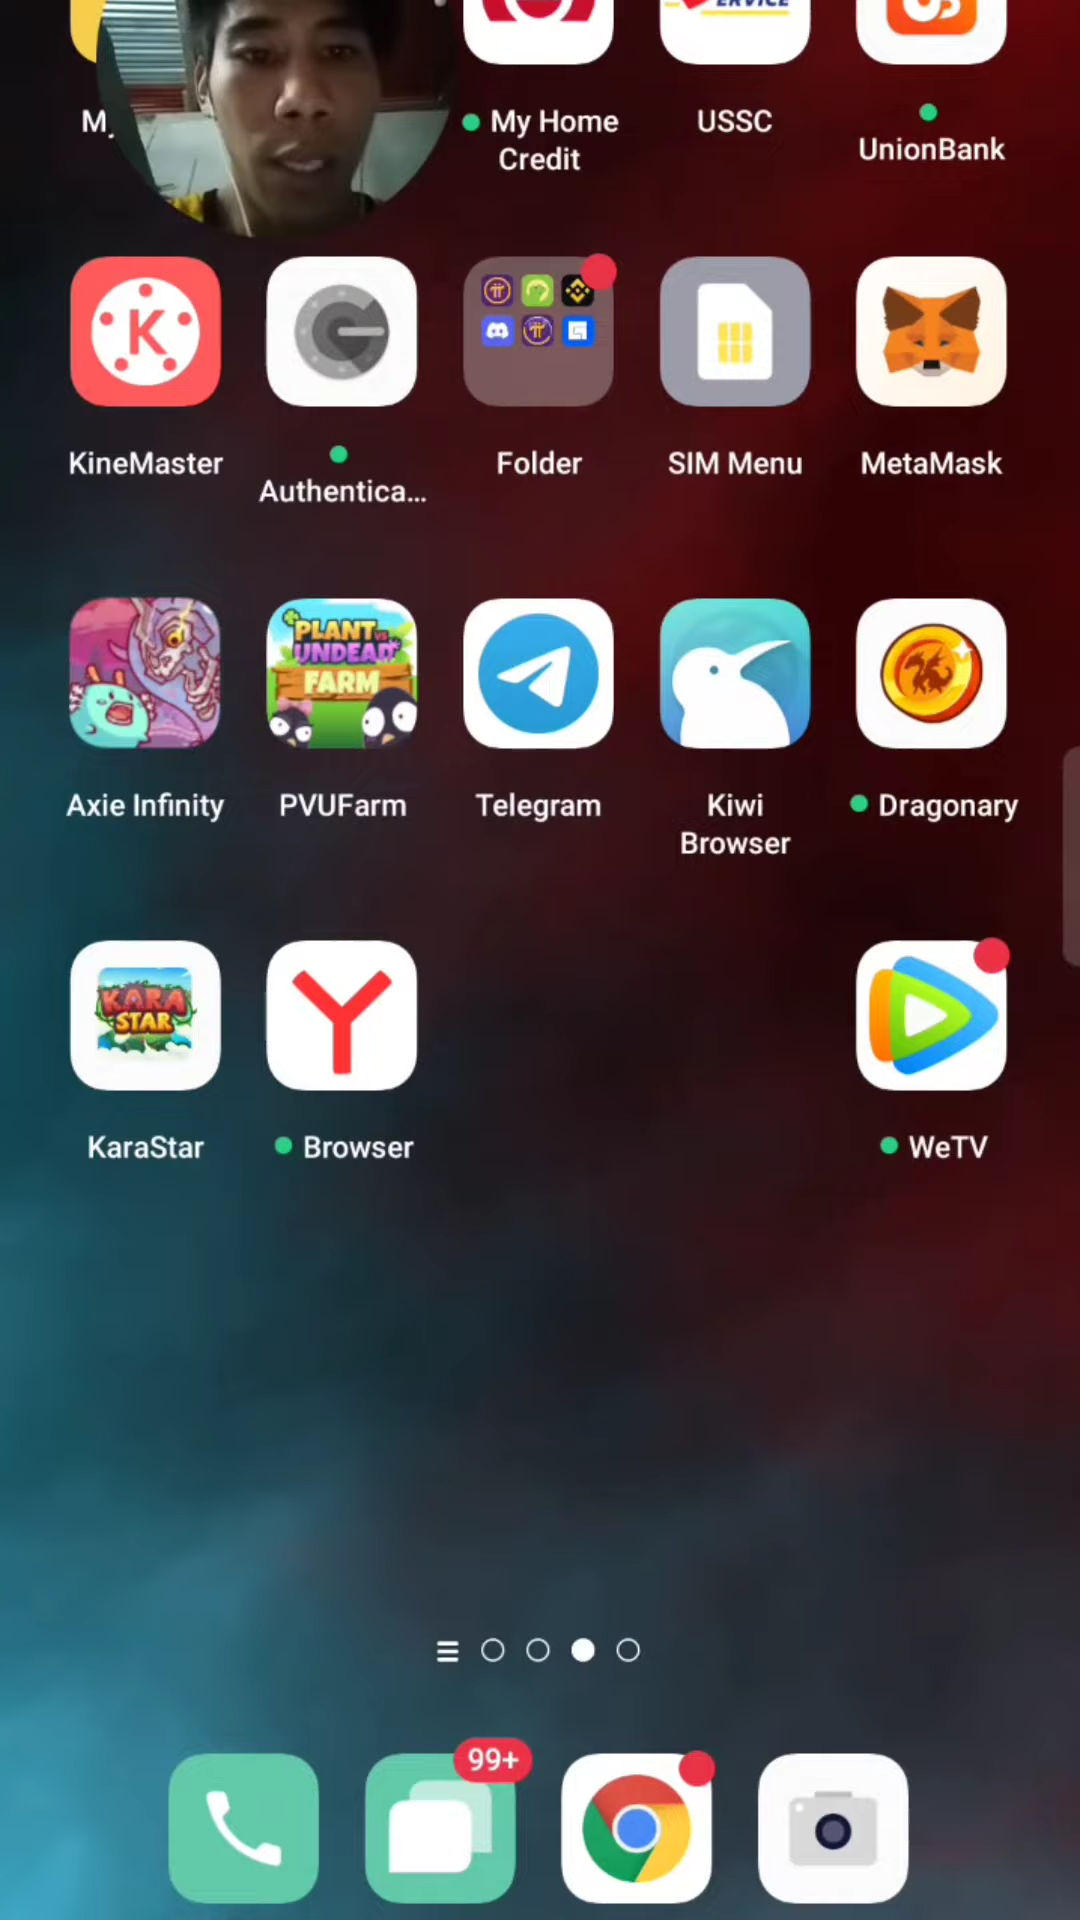 ERVICE
M
My Home
Credit
USSC
UnionBank
K
KineMaster
Authentica...
Folder
SIM Menu
MetaMask
PLANT
VS
UNDEAD
FARM
Axie Infinity
PVUFarm
Telegram
Kiwi
Browser
Dragonary
KARA
STAR
Y
KaraStar
Browser
WeTV
99+